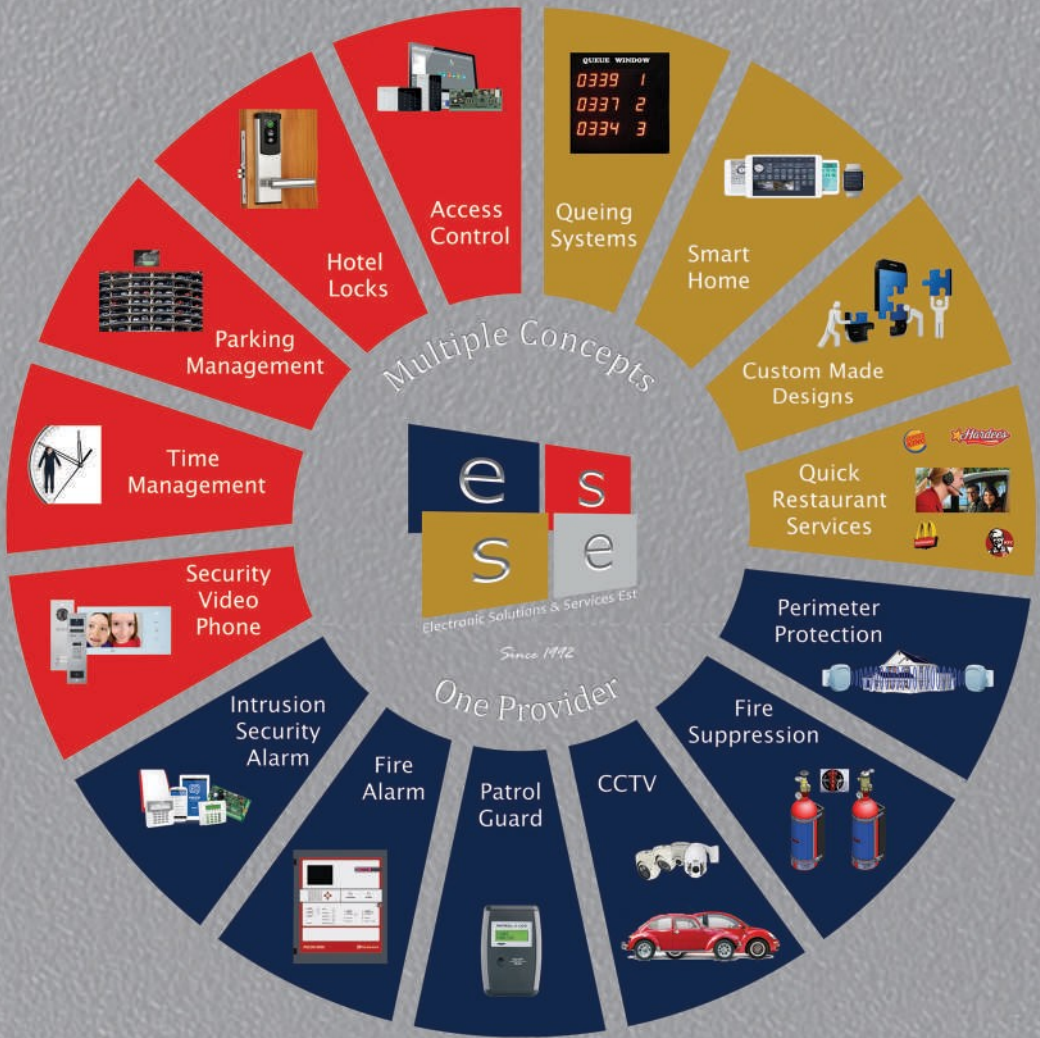 QUEUE WINDOW
0339 1
0337 2
0334 3
Access
Control
Queing
Systems
Smart
Home
Custom Made
Designs
Quick
Restaurant
Services
Hardees
Perimeter
Protection
Fire
Suppression
CCTV
Patrol
Guard
Fire
Alarm
Intrusion
Security
Alarm
Security
Video
Phone
Time
Management
Parking
Management
Hotel
Locks
Multiple Concepts
e s
s e
Electronic Solutions & Services Est
Since 1992
One Provider